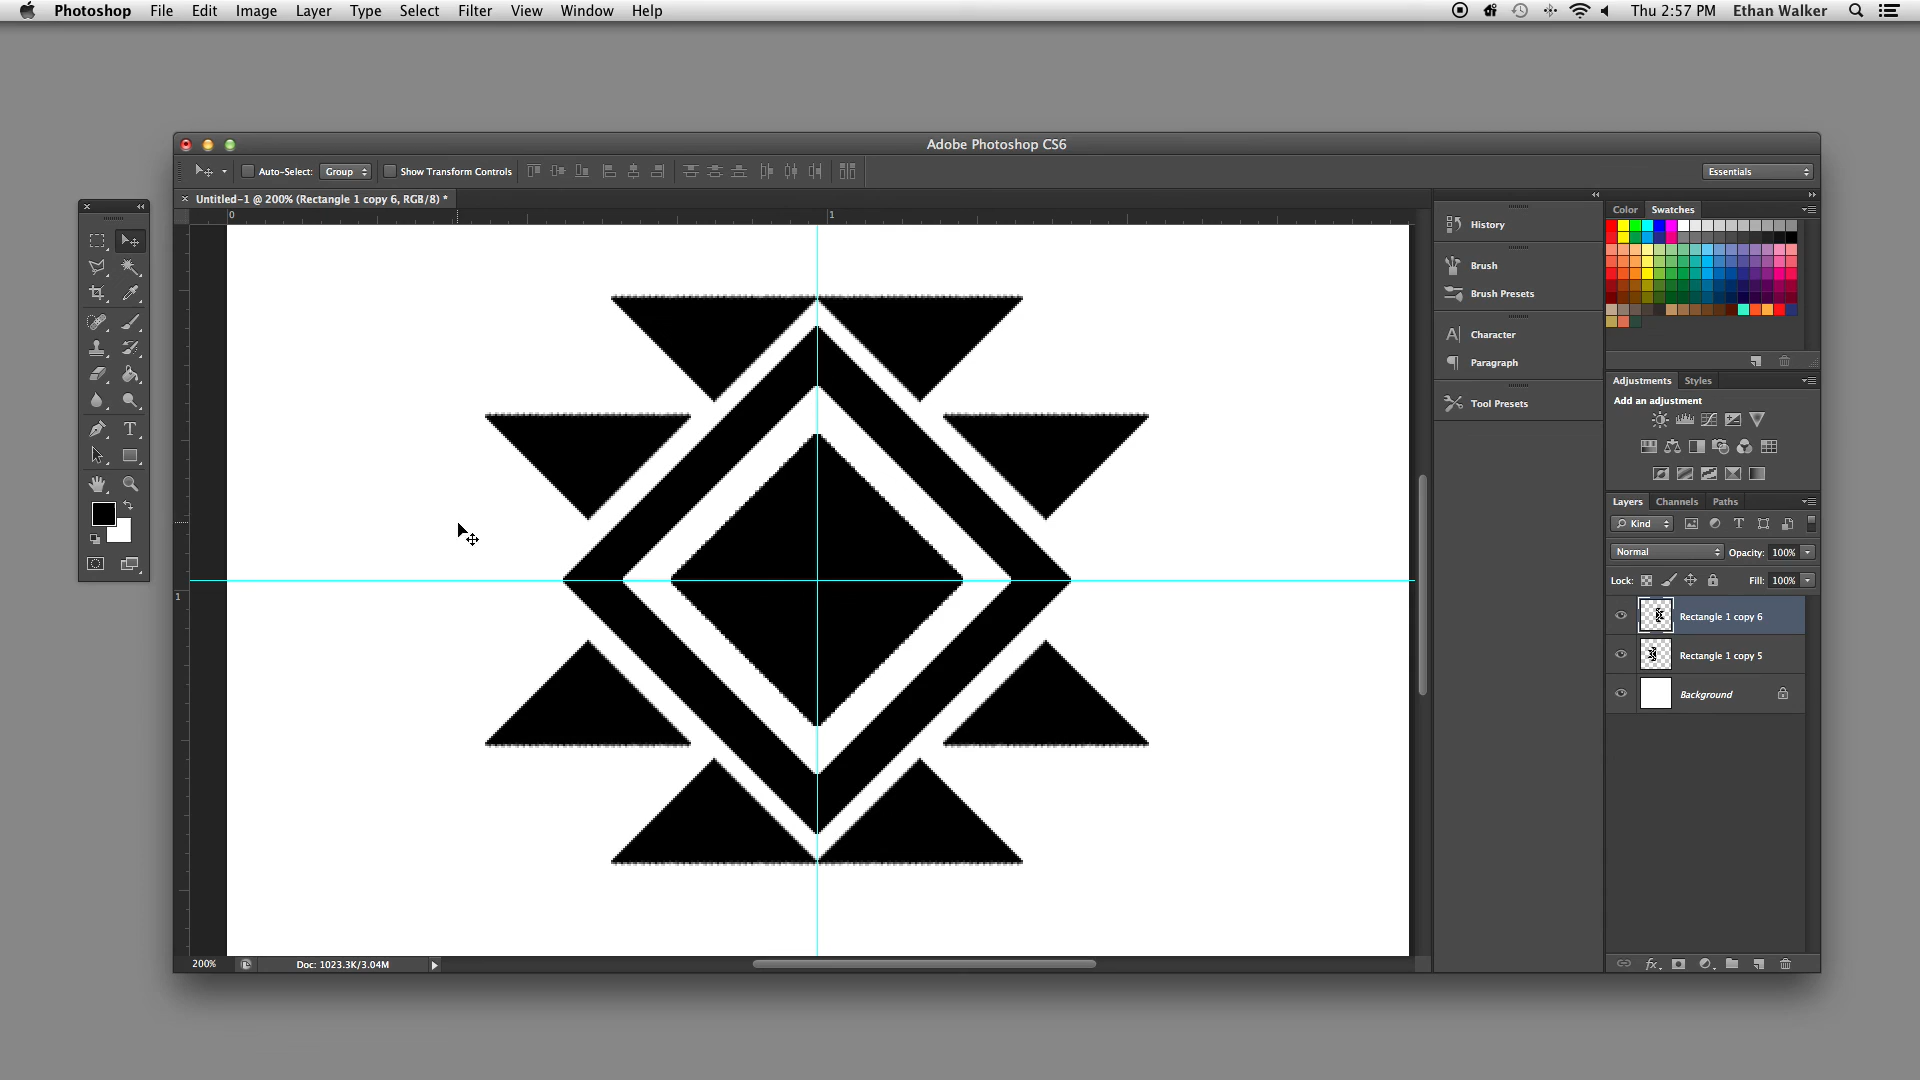 Photoshop File Edit Image Layer Type Select Filter View Window Help Thu 2:57 PM Ethan Walker
Adobe Photoshop CS6
Auto-Select: Group Show Transform Controls Essentials
Untitled-1 @ 200% (Rectangle 1 copy 6, RGB/8) *
0 1
1
T
History
Brush
Brush Presets
A Character
Paragraph
Tool Presets
Color Swatches
Adjustments Styles
Add an adjustment
Layers Channels Paths
Kind T
Normal Opacity: 100%
Lock: Fill: 100%
Rectangle 1 copy 6
Rectangle 1 copy 5
Background
200% Doc: 1023.3K/3.04M fx